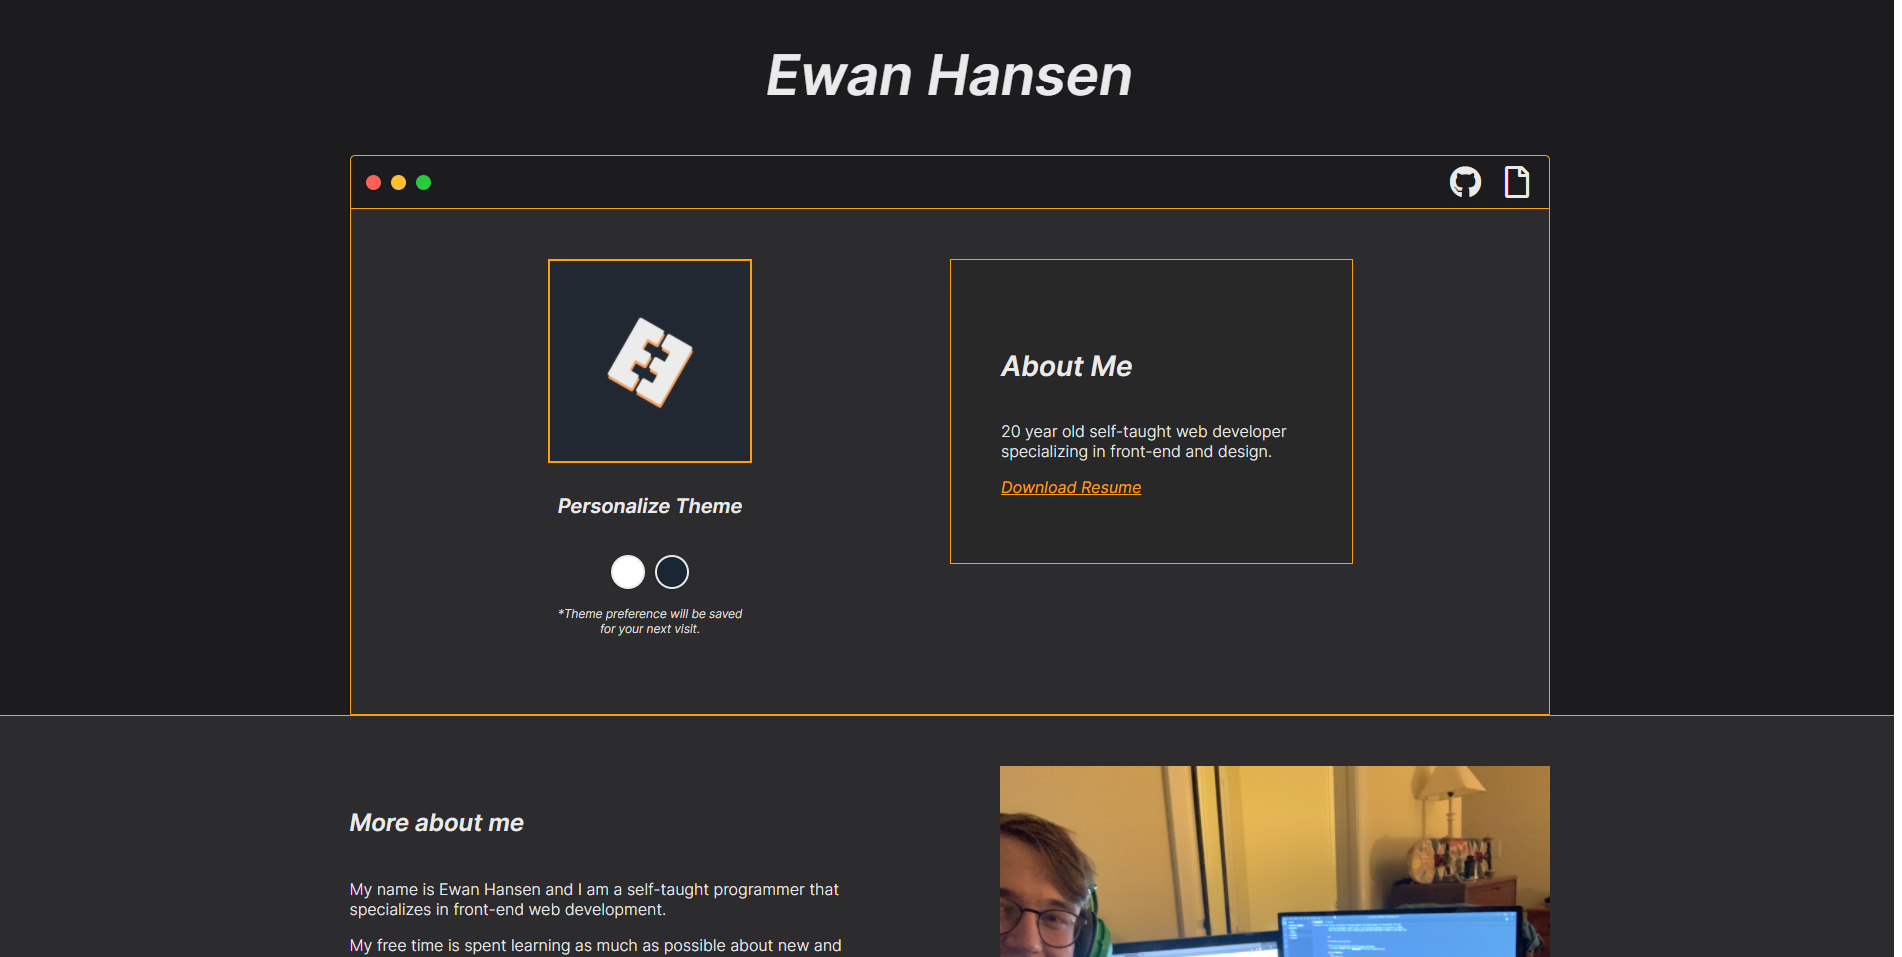 Ewan Hansen
Personalize Theme
*Theme preference will be saved
for your next visit.
About Me
20 year old self-taught web developer
specializing in front-end and design.
Download Resume
More about me
My name is Ewan Hansen and I am a self-taught programmer that
specializes in front-end web development.
My free time is spent learning as much as possible about new and